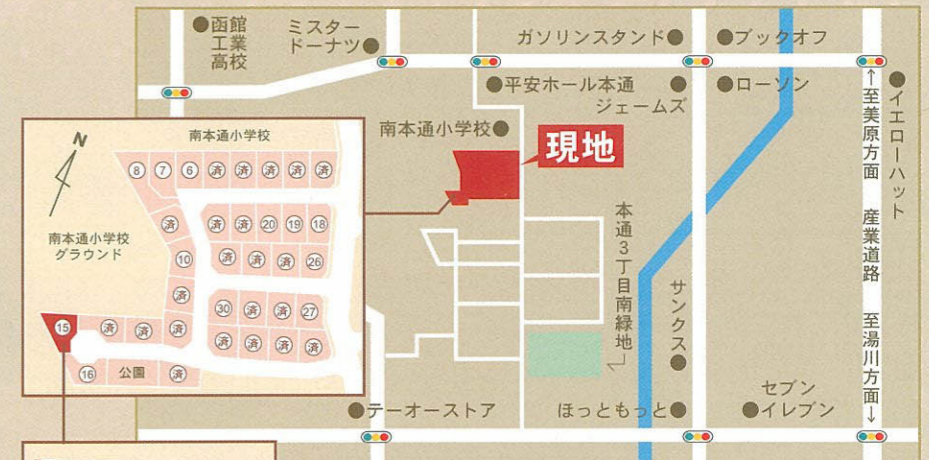 函館
工業
高校
ミスター
ドーナツ
ガソリンスタンド
ブックオフ
平安ホール本通
ジェームズ
ローソン
イエローハット
←至美原方面 産業道路 至湯川方面→
南本通小学校
現地
本通3丁目南緑地
サンクス
セブン
イレブン
テーオーストア
ほっともっと
N
南本通小学校
8 7 6 済 済 済 済 済
南本通小学校
グラウンド
済 済 済 20 19 18
10 済 済 済 26
済 30 済 済 済 27
15 済 済 済 済 済 済 済 済
16 公園 済